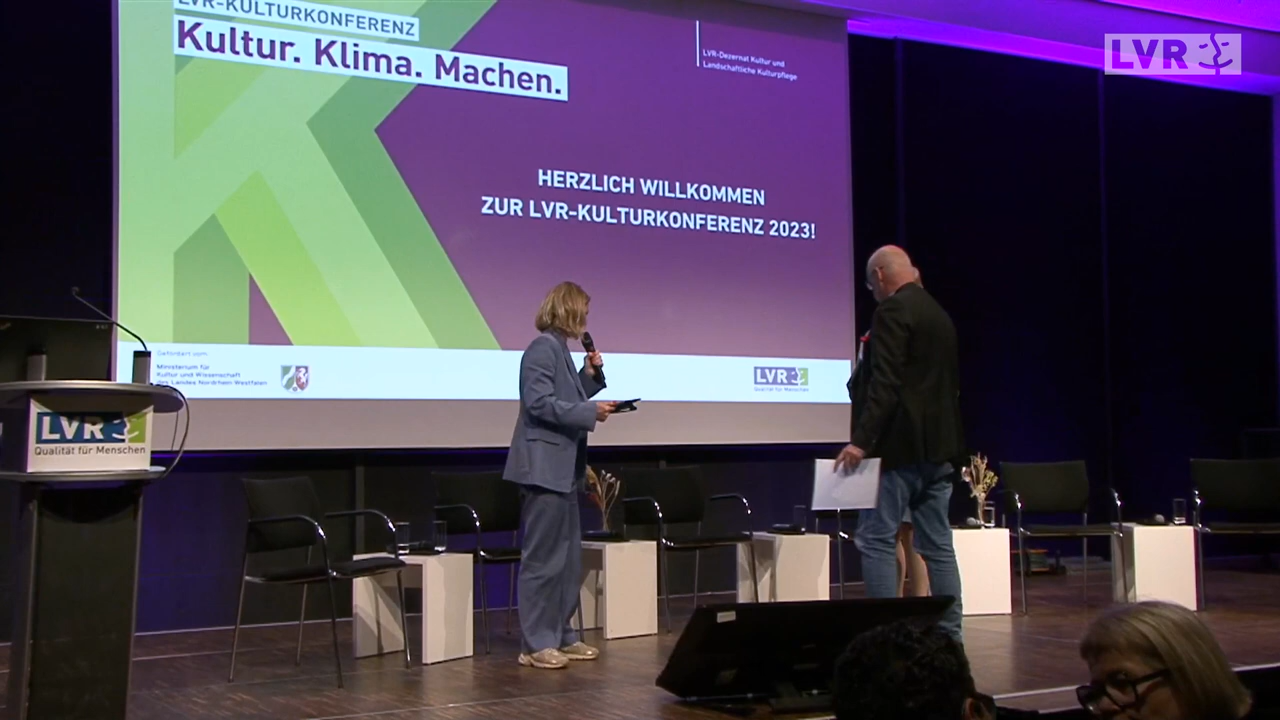 LVR-KULTURKONFERENZ
Kultur. Klima. Machen.
LVR-Dezernat Kultur und
Landschaftliche Kulturpflege
LVR
HERZLICH WILLKOMMEN
ZUR LVR-KULTURKONFERENZ 2023!
Gefördert vom:
Ministerium für
Kultur und Wissenschaft
des Landes Nordrhein-Westfalen
LVR
Qualität für Menschen
LVR
Qualität für Menschen